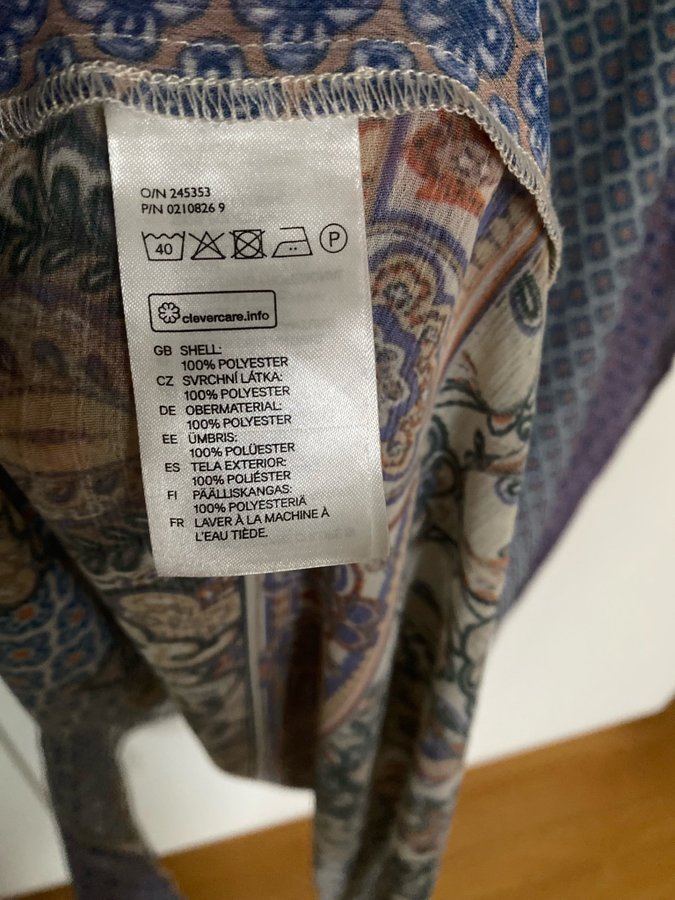 O/N 245353
P/N 0210826 9
40 P
clevercare.info
GB SHELL:
100% POLYESTER
CZ SVRCHNÍ LÁTKA:
100% POLYESTER
DE OBERMATERIAL:
100% POLYESTER
EE ÜMBRIS:
100% POLÜESTER
ES TELA EXTERIOR:
100% POLIÉSTER
FI PÄÄLLISKANGAS:
100% POLYESTERIÄ
FR LAVER À LA MACHINE À
L'EAU TIÈDE.